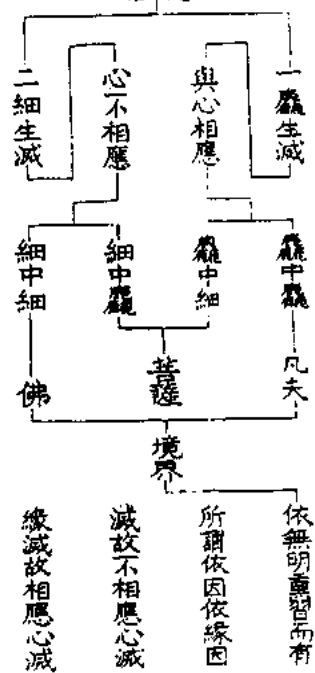 一麤生滅
與心相應
心不相應
二細生滅
麤中麤
麤中細
細中麤
細中細
凡夫
菩薩
佛
境界
依無明熏習而有
所謂依因依緣因
滅故不相應心滅
緣滅故相應心滅